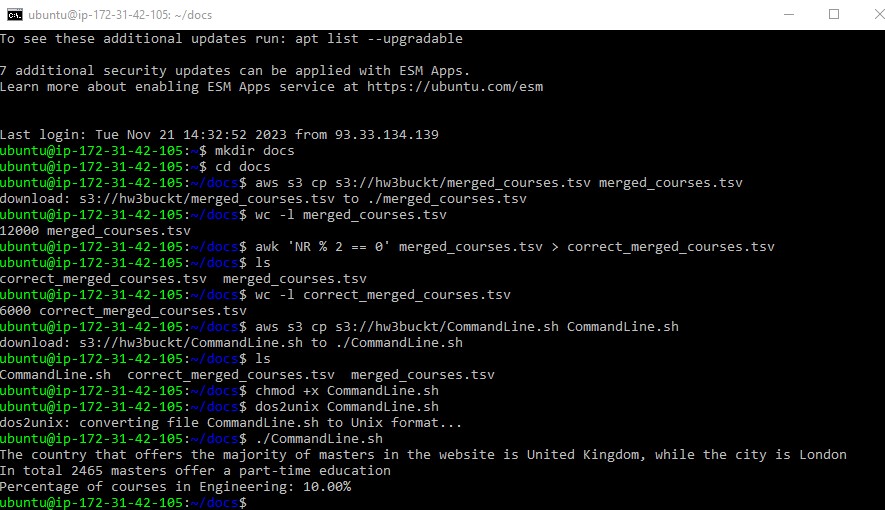 ubuntu@ip-172-31-42-105: ~/docs
To see these additional updates run: apt list --upgradable
7 additional security updates can be applied with ESM Apps.
Learn more about enabling ESM Apps service at https://ubuntu.com/esm
Last login: Tue Nov 21 14:32:52 2023 from 93.33.134.139
ubuntu@ip-172-31-42-105:~$ mkdir docs
ubuntu@ip-172-31-42-105:~$ cd docs
ubuntu@ip-172-31-42-105:~/docs$ aws s3 cp s3://hw3buckt/merged_courses.tsv merged_courses.tsv
download: s3://hw3buckt/merged_courses.tsv to ./merged_courses.tsv
ubuntu@ip-172-31-42-105:~/docs$ wc -l merged_courses.tsv
12000 merged_courses.tsv
ubuntu@ip-172-31-42-105:~/docs$ awk 'NR % 2 == 0' merged_courses.tsv > correct_merged_courses.tsv
ubuntu@ip-172-31-42-105:~/docs$ ls
correct_merged_courses.tsv  merged_courses.tsv
ubuntu@ip-172-31-42-105:~/docs$ wc -l correct_merged_courses.tsv
6000 correct_merged_courses.tsv
ubuntu@ip-172-31-42-105:~/docs$ aws s3 cp s3://hw3buckt/CommandLine.sh CommandLine.sh
download: s3://hw3buckt/CommandLine.sh to ./CommandLine.sh
ubuntu@ip-172-31-42-105:~/docs$ ls
CommandLine.sh  correct_merged_courses.tsv  merged_courses.tsv
ubuntu@ip-172-31-42-105:~/docs$ chmod +x CommandLine.sh
ubuntu@ip-172-31-42-105:~/docs$ dos2unix CommandLine.sh
dos2unix: converting file CommandLine.sh to Unix format...
ubuntu@ip-172-31-42-105:~/docs$ ./CommandLine.sh
The country that offers the majority of masters in the website is United Kingdom, while the city is London
In total 2465 masters offer a part-time education
Percentage of courses in Engineering: 10.00%
ubuntu@ip-172-31-42-105:~/docs$